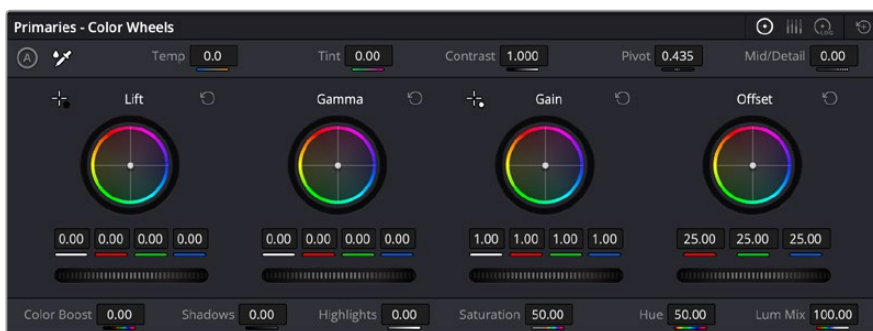 Primaries - Color Wheels
A Temp 0.0 Tint 0.00 Contrast 1.000 Pivot 0.435 Mid/Detail 0.00
Lift Gamma Gain Offset
0.00 0.00 0.00 0.00 0.00 0.00 0.00 0.00 1.00 1.00 1.00 1.00 25.00 25.00 25.00
Color Boost 0.00 Shadows 0.00 Highlights 0.00 Saturation 50.00 Hue 50.00 Lum Mix 100.00